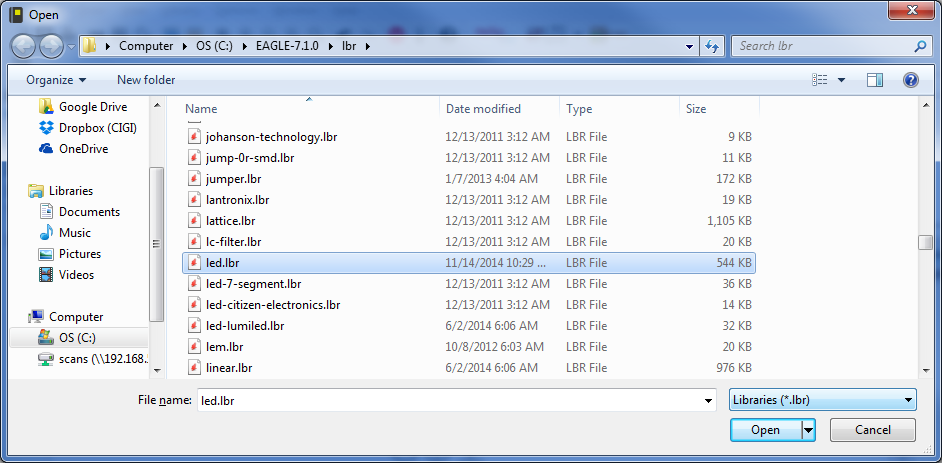 Open
Computer OS (C:) EAGLE-7.1.0 lbr Search lbr
Organize New folder
Name Date modified Type Size
Google Drive
Dropbox (CIGI)
OneDrive
Libraries
Documents
Music
Pictures
Videos
Computer
OS (C:)
scans (\\192.168.
johanson-technology.lbr 12/13/2011 3:12 AM LBR File 9 KB
jump-0r-smd.lbr 12/13/2011 3:12 AM LBR File 11 KB
jumper.lbr 1/7/2013 4:04 AM LBR File 172 KB
lantronix.lbr 12/13/2011 3:12 AM LBR File 19 KB
lattice.lbr 12/13/2011 3:12 AM LBR File 1,105 KB
lc-filter.lbr 12/13/2011 3:12 AM LBR File 20 KB
led.lbr 11/14/2014 10:29 ... LBR File 544 KB
led-7-segment.lbr 12/13/2011 3:12 AM LBR File 36 KB
led-citizen-electronics.lbr 12/13/2011 3:12 AM LBR File 14 KB
led-lumiled.lbr 6/2/2014 6:06 AM LBR File 32 KB
lem.lbr 10/8/2012 6:03 AM LBR File 20 KB
linear.lbr 6/2/2014 6:06 AM LBR File 976 KB
File name: led.lbr Libraries (*.lbr)
Open Cancel